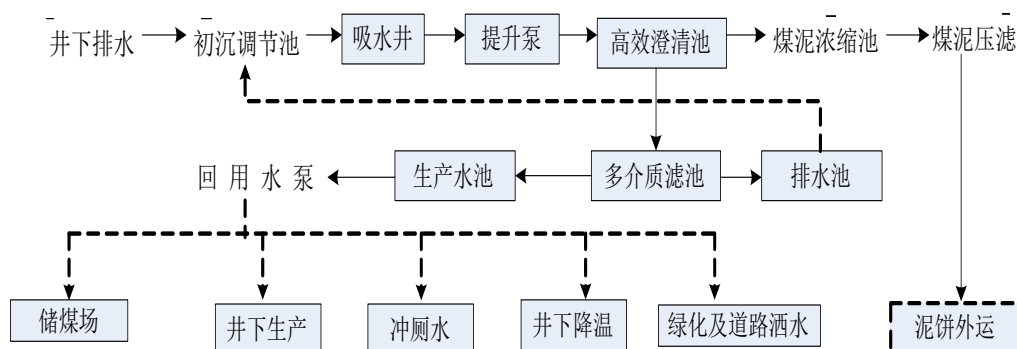 井下排水
初沉调节池
吸水井
提升泵
高效澄清池
煤泥浓缩池
煤泥压滤
回用水泵
生产水池
多介质滤池
排水池
储煤场
井下生产
冲厕水
井下降温
绿化及道路洒水
泥饼外运